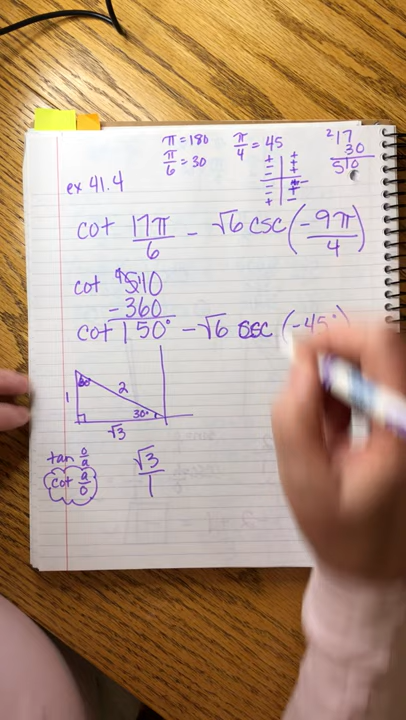 π = 180
π/6 = 30
π/4 = 45
2 17
30
510
+ | +
- | +
- | +
+ | -
ex 41.4
cot 17π/6 - √6 csc (-9π/4)
cot 510
- 360
cot 150° - √6 csc (-45°)
60°
1
2
30°
√3
tan o/a
cot a/o
√3/1